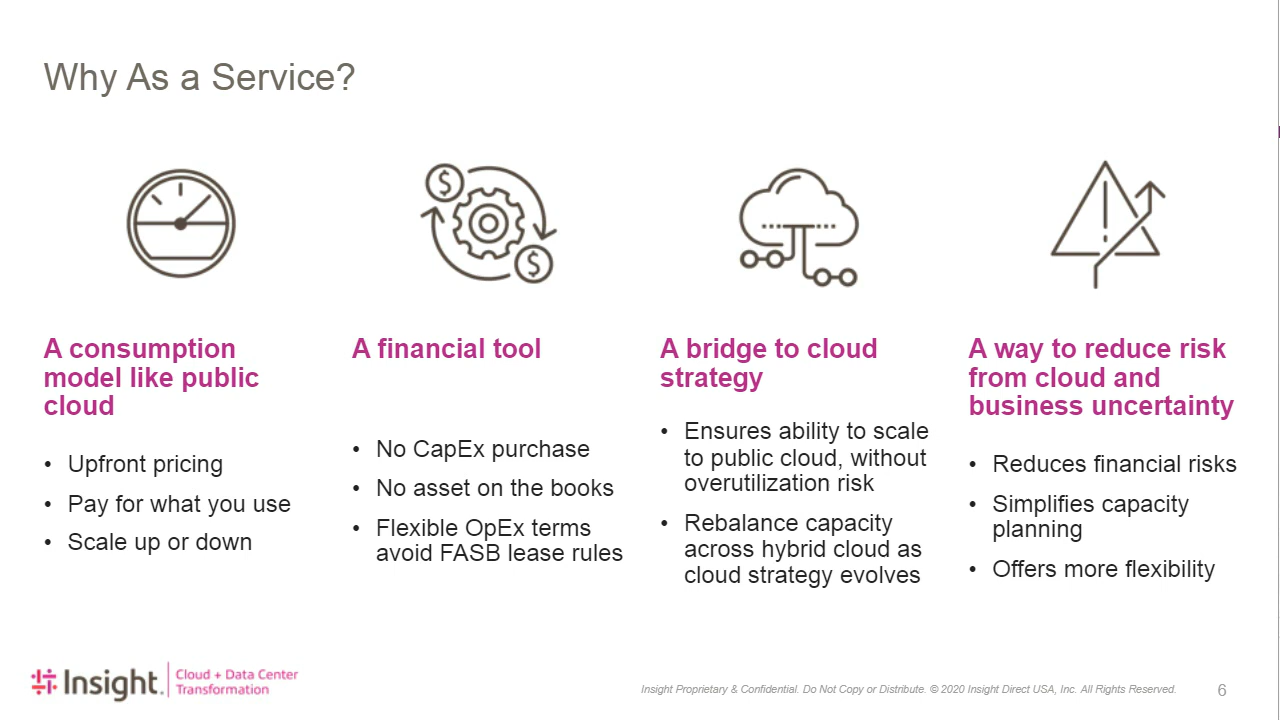 Why As a Service?
$
$
A consumption
model like public
cloud
• Upfront pricing
• Pay for what you use
• Scale up or down
A financial tool
• No CapEx purchase
• No asset on the books
• Flexible OpEx terms
avoid FASB lease rules
A bridge to cloud
strategy
• Ensures ability to scale
to public cloud, without
overutilization risk
• Rebalance capacity
across hybrid cloud as
cloud strategy evolves
A way to reduce risk
from cloud and
business uncertainty
• Reduces financial risks
• Simplifies capacity
planning
• Offers more flexibility
Insight.
Cloud + Data Center
Transformation
Insight Proprietary & Confidential. Do Not Copy or Distribute. © 2020 Insight Direct USA, Inc. All Rights Reserved.
6